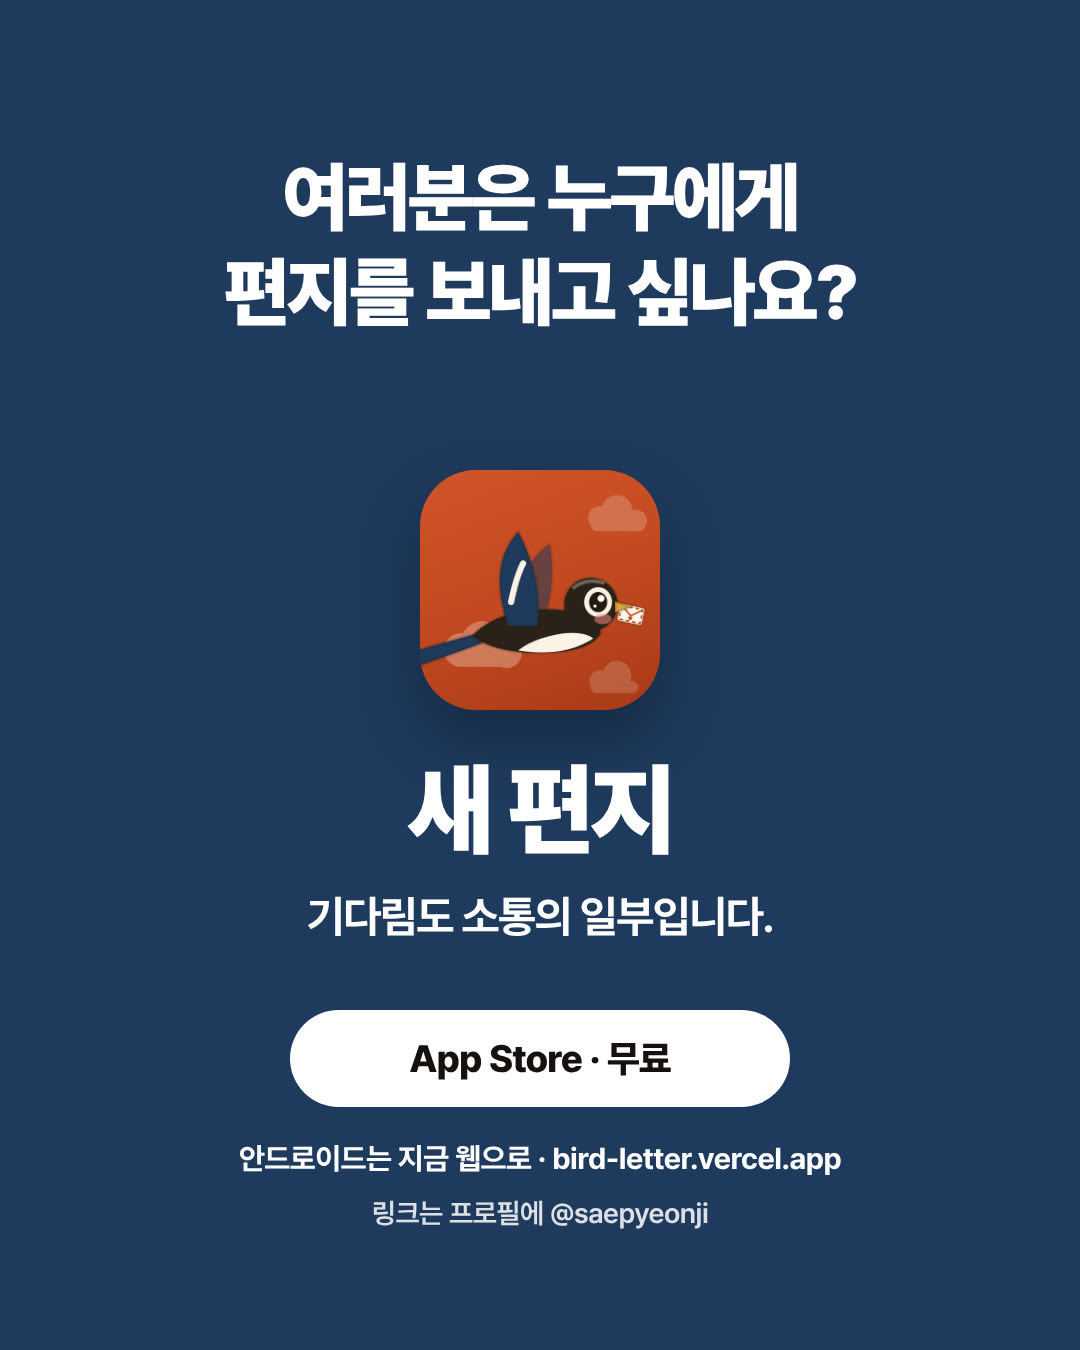 여러분은 누구에게
편지를 보내고 싶나요?
새 편지
기다림도 소통의 일부입니다.
App Store · 무료
안드로이드는 지금 웹으로 · bird-letter.vercel.app
링크는 프로필에 @saepyeonji